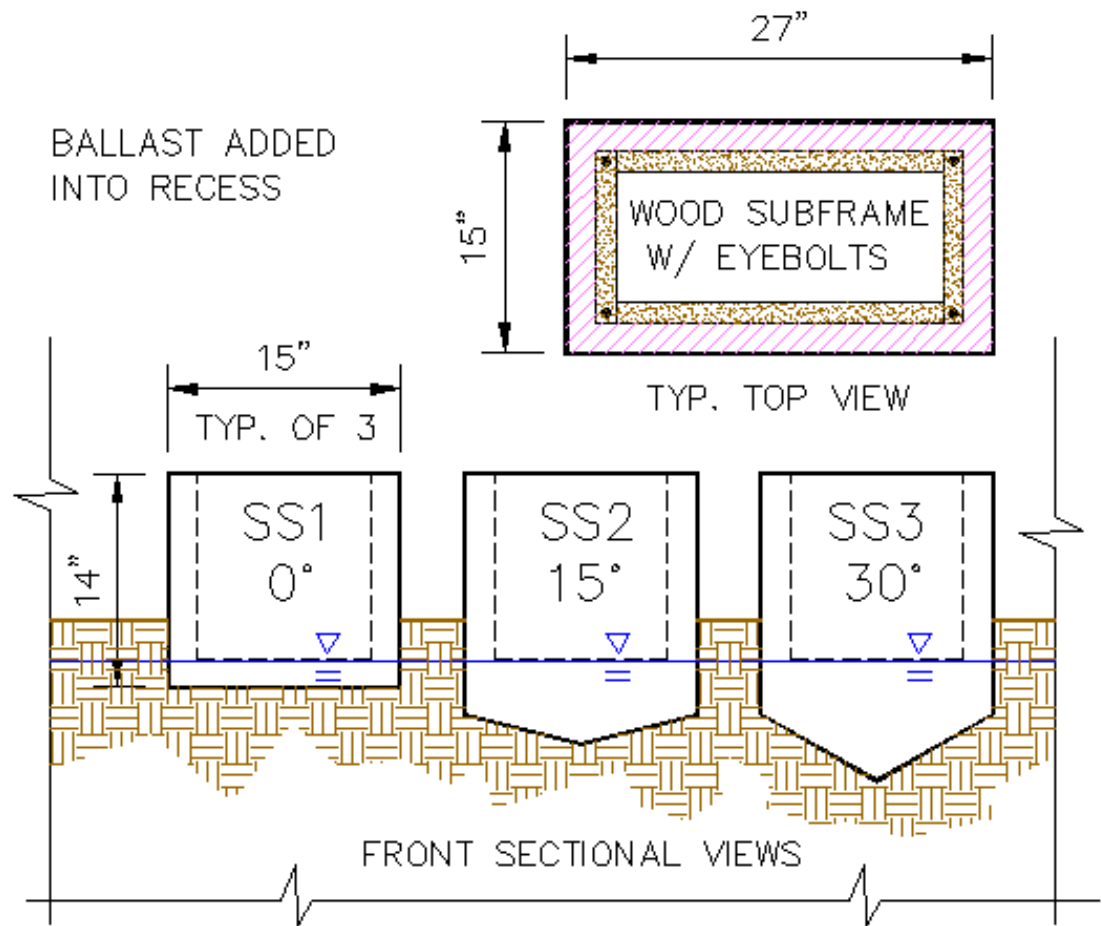 27”
BALLAST ADDED
INTO RECESS
15”
WOOD SUBFRAME
W/ EYEBOLTS
15”
TYP. OF 3
TYP. TOP VIEW
14”
SS1
0°
SS2
15°
SS3
30°
FRONT SECTIONAL VIEWS